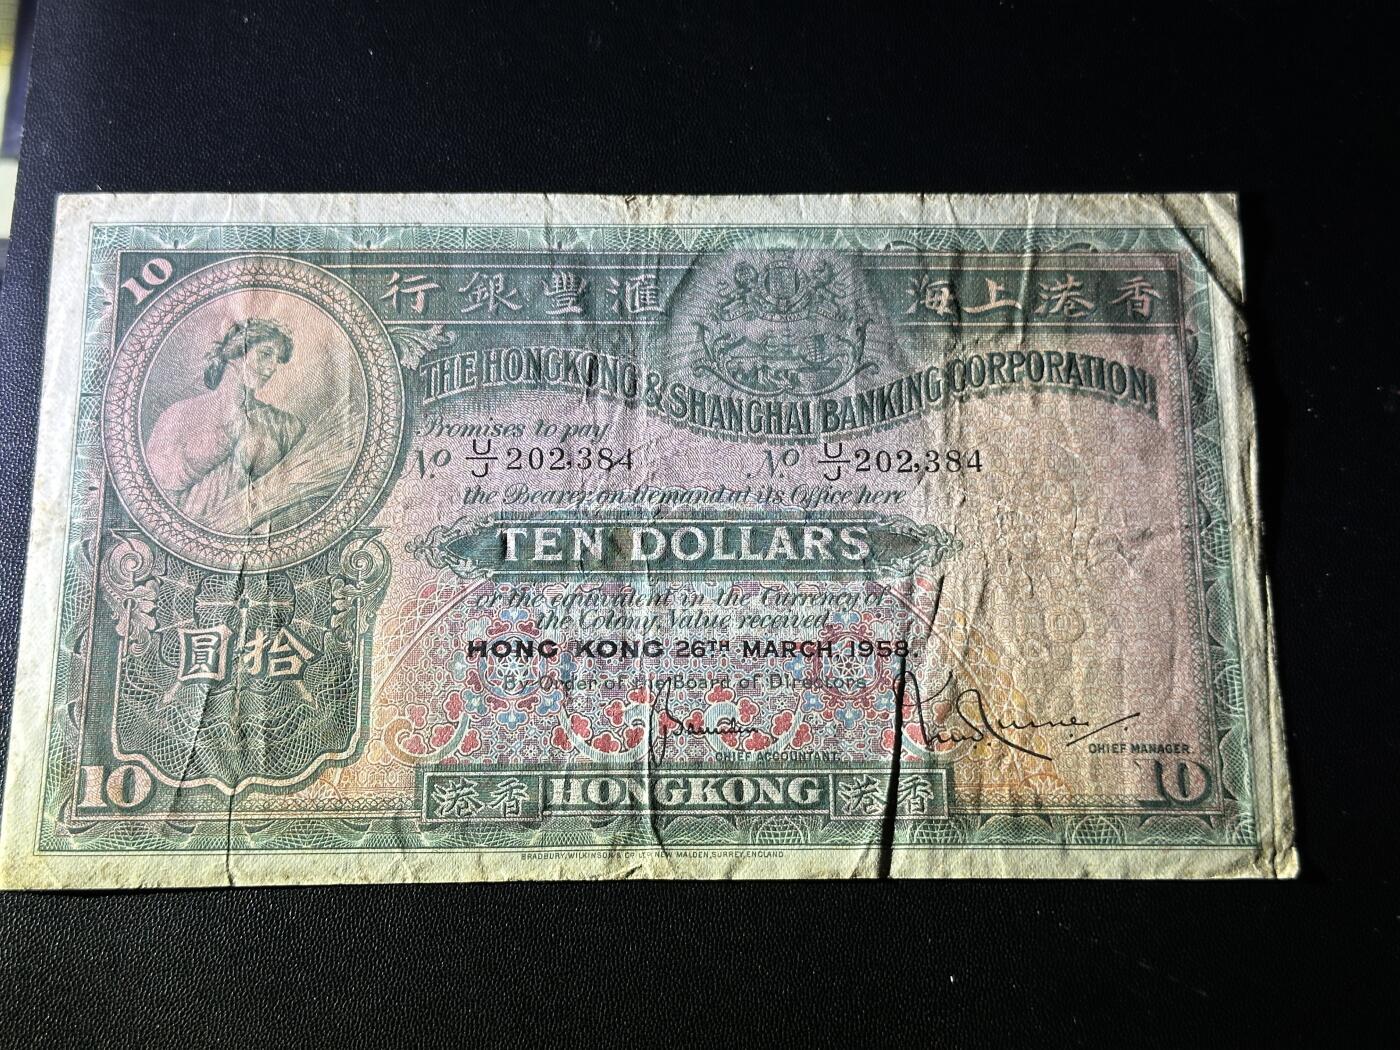 10
行銀豐滙 海上港香
THE HONGKONG & SHANGHAI BANKING CORPORATION
Promises to pay
No U/J 202,384 No U/J 202,384
the Bearer on Demand at its Office here
TEN DOLLARS
or the equivalent in the Currency of
the Colony, Value received
圓拾
HONG KONG 26TH MARCH 1958.
By Order of the Board of Directors
CHIEF ACCOUNTANT.
CHIEF MANAGER.
10 港香 HONGKONG 港香 10
BRADBURY, WILKINSON & Co LTD NEW MALDEN, SURREY, ENGLAND